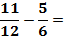 11/12 − 5/6 =